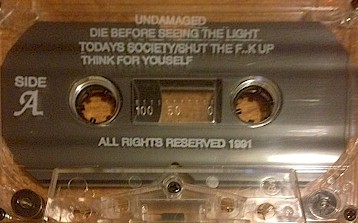 UNDAMAGED
DIE BEFORE SEEING THE LIGHT
TODAYS SOCIETY/SHUT THE F..K UP
THINK FOR YOUSELF
SIDE
A
100 50 0
ALL RIGHTS RESERVED 1991